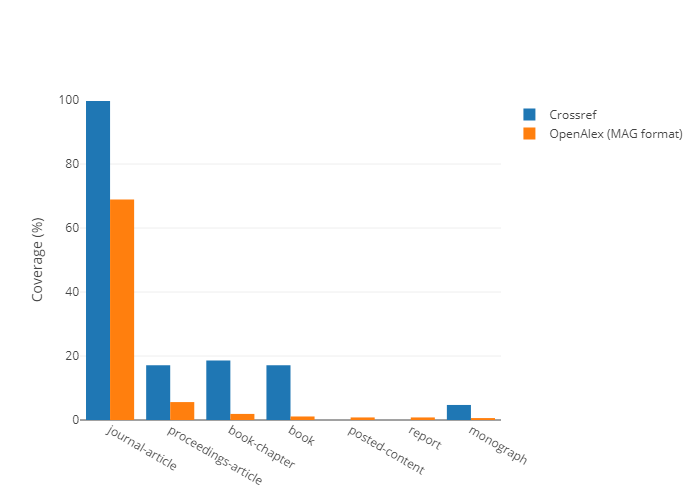 100
80
60
40
20
0
Coverage (%)
journal-article
proceedings-article
book-chapter
book
posted-content
report
monograph
Crossref
OpenAlex (MAG format)